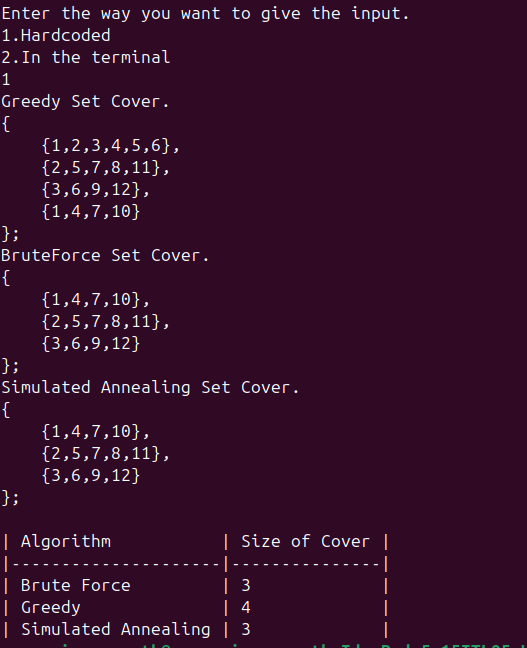 Enter the way you want to give the input.
1.Hardcoded
2.In the terminal
1
Greedy Set Cover.
{
    {1,2,3,4,5,6},
    {2,5,7,8,11},
    {3,6,9,12},
    {1,4,7,10}
};
BruteForce Set Cover.
{
    {1,4,7,10},
    {2,5,7,8,11},
    {3,6,9,12}
};
Simulated Annealing Set Cover.
{
    {1,4,7,10},
    {2,5,7,8,11},
    {3,6,9,12}
};

| Algorithm           | Size of Cover |
|---------------------|---------------|
| Brute Force         | 3             |
| Greedy              | 4             |
| Simulated Annealing | 3             |